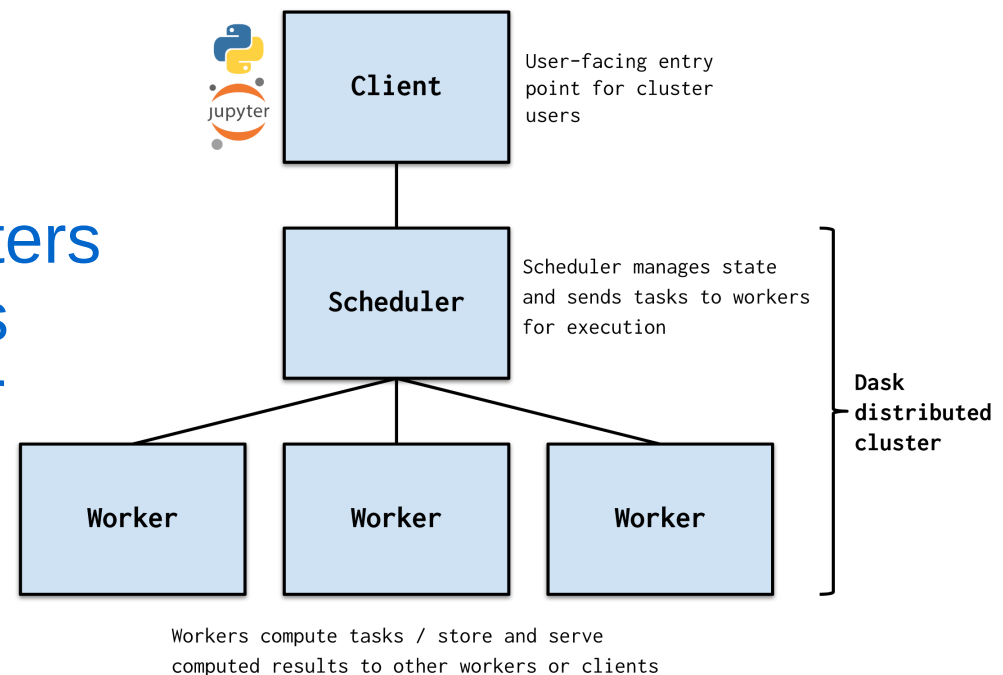 Client
User-facing entry
point for cluster
users
jupyter
ters
s
Scheduler
Scheduler manages state
and sends tasks to workers
for execution
Dask
distributed
cluster
Worker
Worker
Worker
Workers compute tasks / store and serve
computed results to other workers or clients